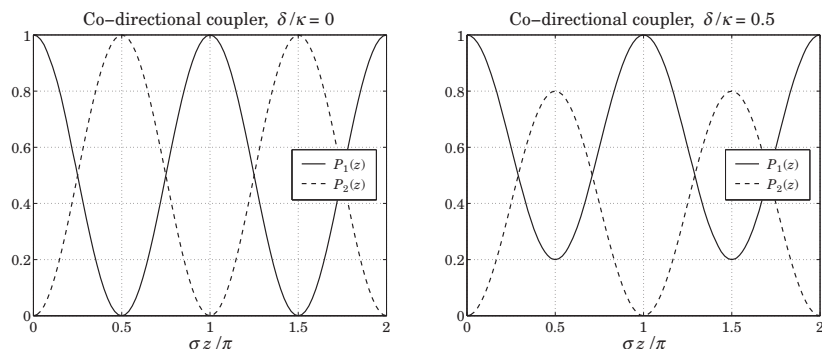 Co-directional coupler, δ/κ = 0
1
0.8
0.6
0.4
0.2
0
0
0.5
1
1.5
2
σz/π
P₁(z)
P₂(z)
Co-directional coupler, δ/κ = 0.5
1
0.8
0.6
0.4
0.2
0
0
0.5
1
1.5
2
σz/π
P₁(z)
P₂(z)